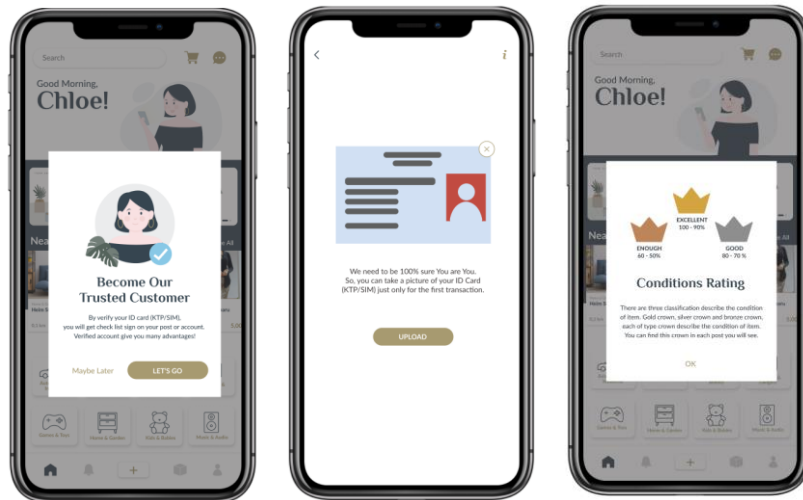 Search
Good Morning,
Chloe!
Become Our
Trusted Customer
By verify your ID card (KTP/SIM),
you will get check list sign on your post or account.
Verified account give you many advantages!
Maybe Later
LET'S GO
Games & Toys
Home & Garden
Kids & Babies
Music & Audio
i
We need to be 100% sure You are You.
So, you can take a picture of your ID Card
(KTP/SIM) just only for the first transaction.
UPLOAD
Search
Good Morning,
Chloe!
EXCELLENT
100 - 90%
ENOUGH
60 - 50%
GOOD
80 - 70 %
Conditions Rating
There are three classification describe the condition
of item. Gold crown, silver crown and bronze crown,
each of type crown describe the condition of item.
You can find this crown in each post you will see.
OK
Games & Toys
Home & Garden
Kids & Babies
Music & Audio